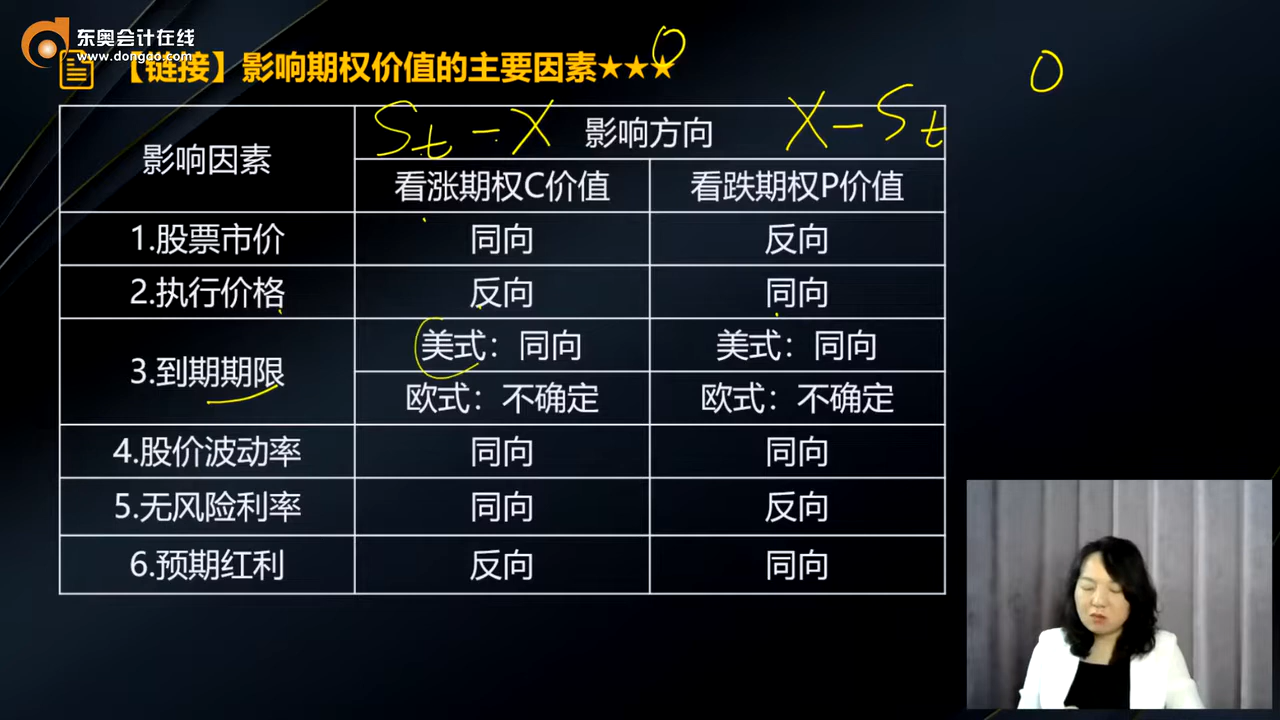 东奥会计在线
www.dongao.com
【链接】影响期权价值的主要因素★★★
0
0
影响因素
St-X 影响方向 X-St
看涨期权C价值 看跌期权P价值
1.股票市价 同向 反向
2.执行价格 反向 同向
3.到期期限
美式：同向 美式：同向
欧式：不确定 欧式：不确定
4.股价波动率 同向 同向
5.无风险利率 同向 反向
6.预期红利 反向 同向